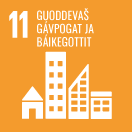 11 GUODDEVAŠ
GÁVPOGAT JA
BÁIKEGOTTIT